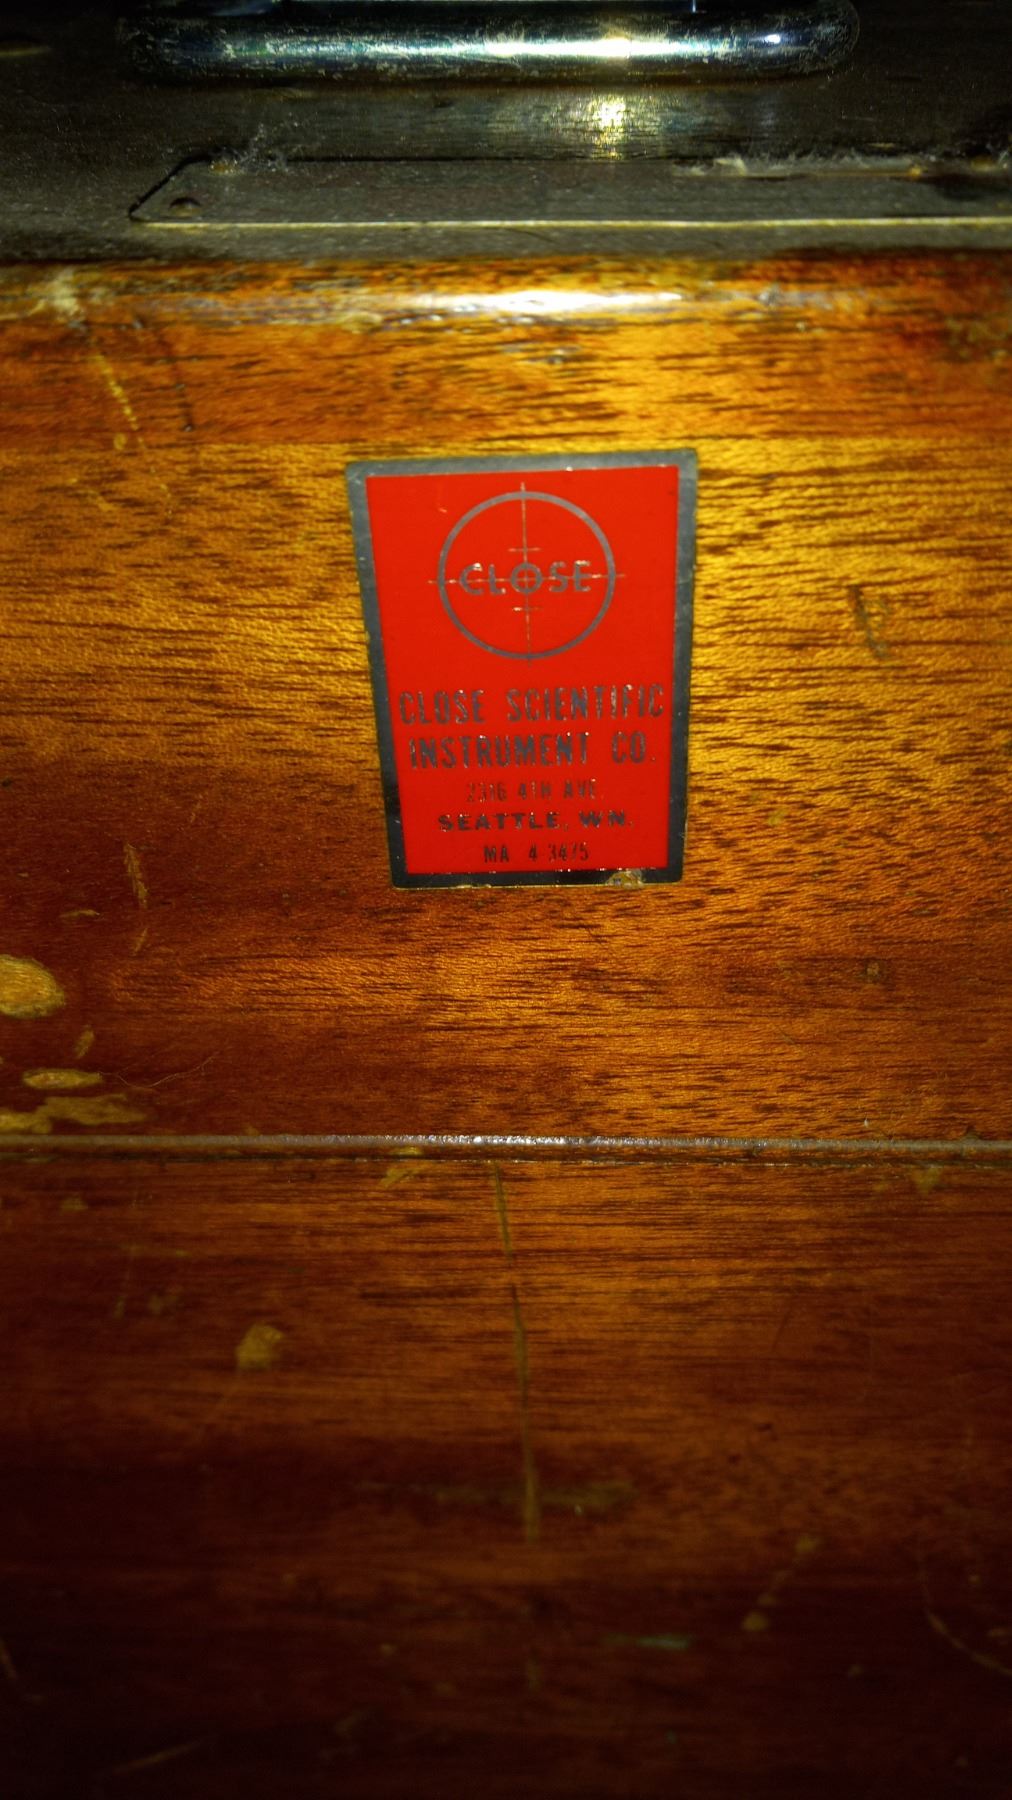 CLOSE
CLOSE SCIENTIFIC
INSTRUMENT CO.
2316 4TH AVE.
SEATTLE, WN.
MA 4 3475